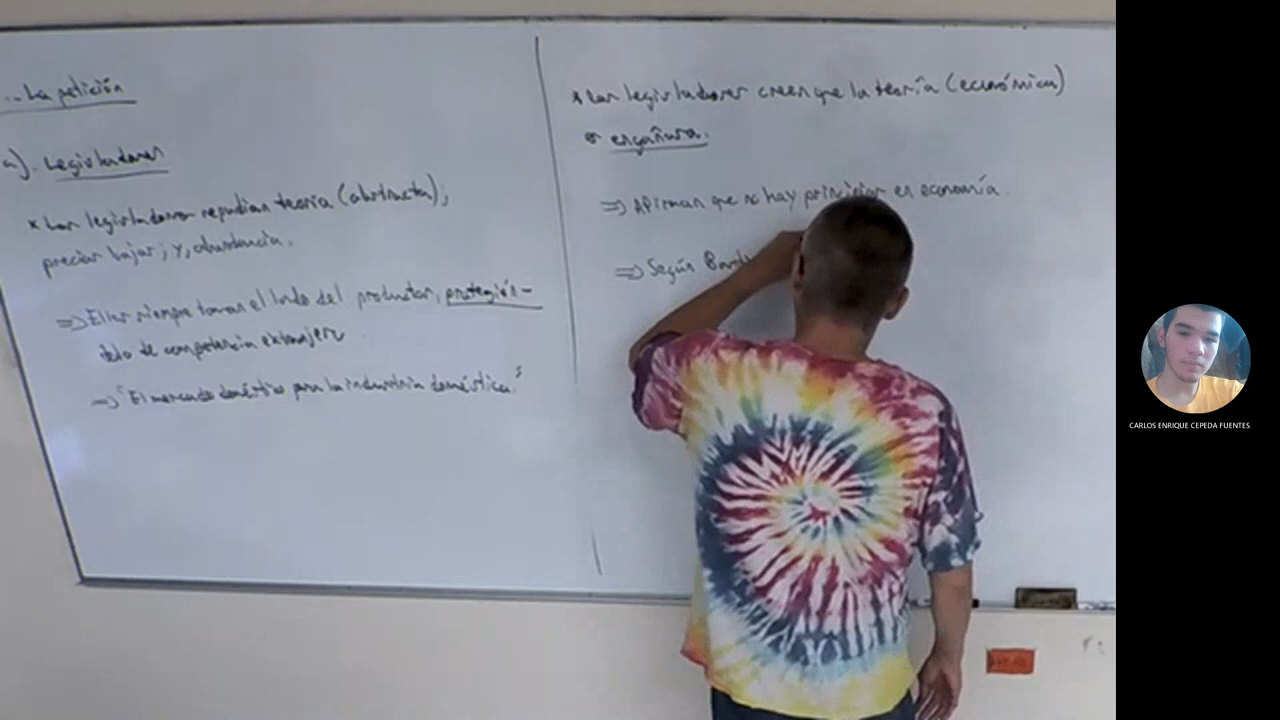 ... La petición
a). Legisladores
* Los legisladores repudian teoría (abstracta);
precios bajos; y, abundancia.
=> Ellos siempre toman el lado del productor, protegién-
dolo de competencia extranjera
=> "El mercado doméstico para la industria doméstica."
* Los legisladores creen que la teoría (económica)
es engañosa.
=> Afirman que no hay principios en economía.
=> Según
CARLOS ENRIQUE CEPEDA FUENTES